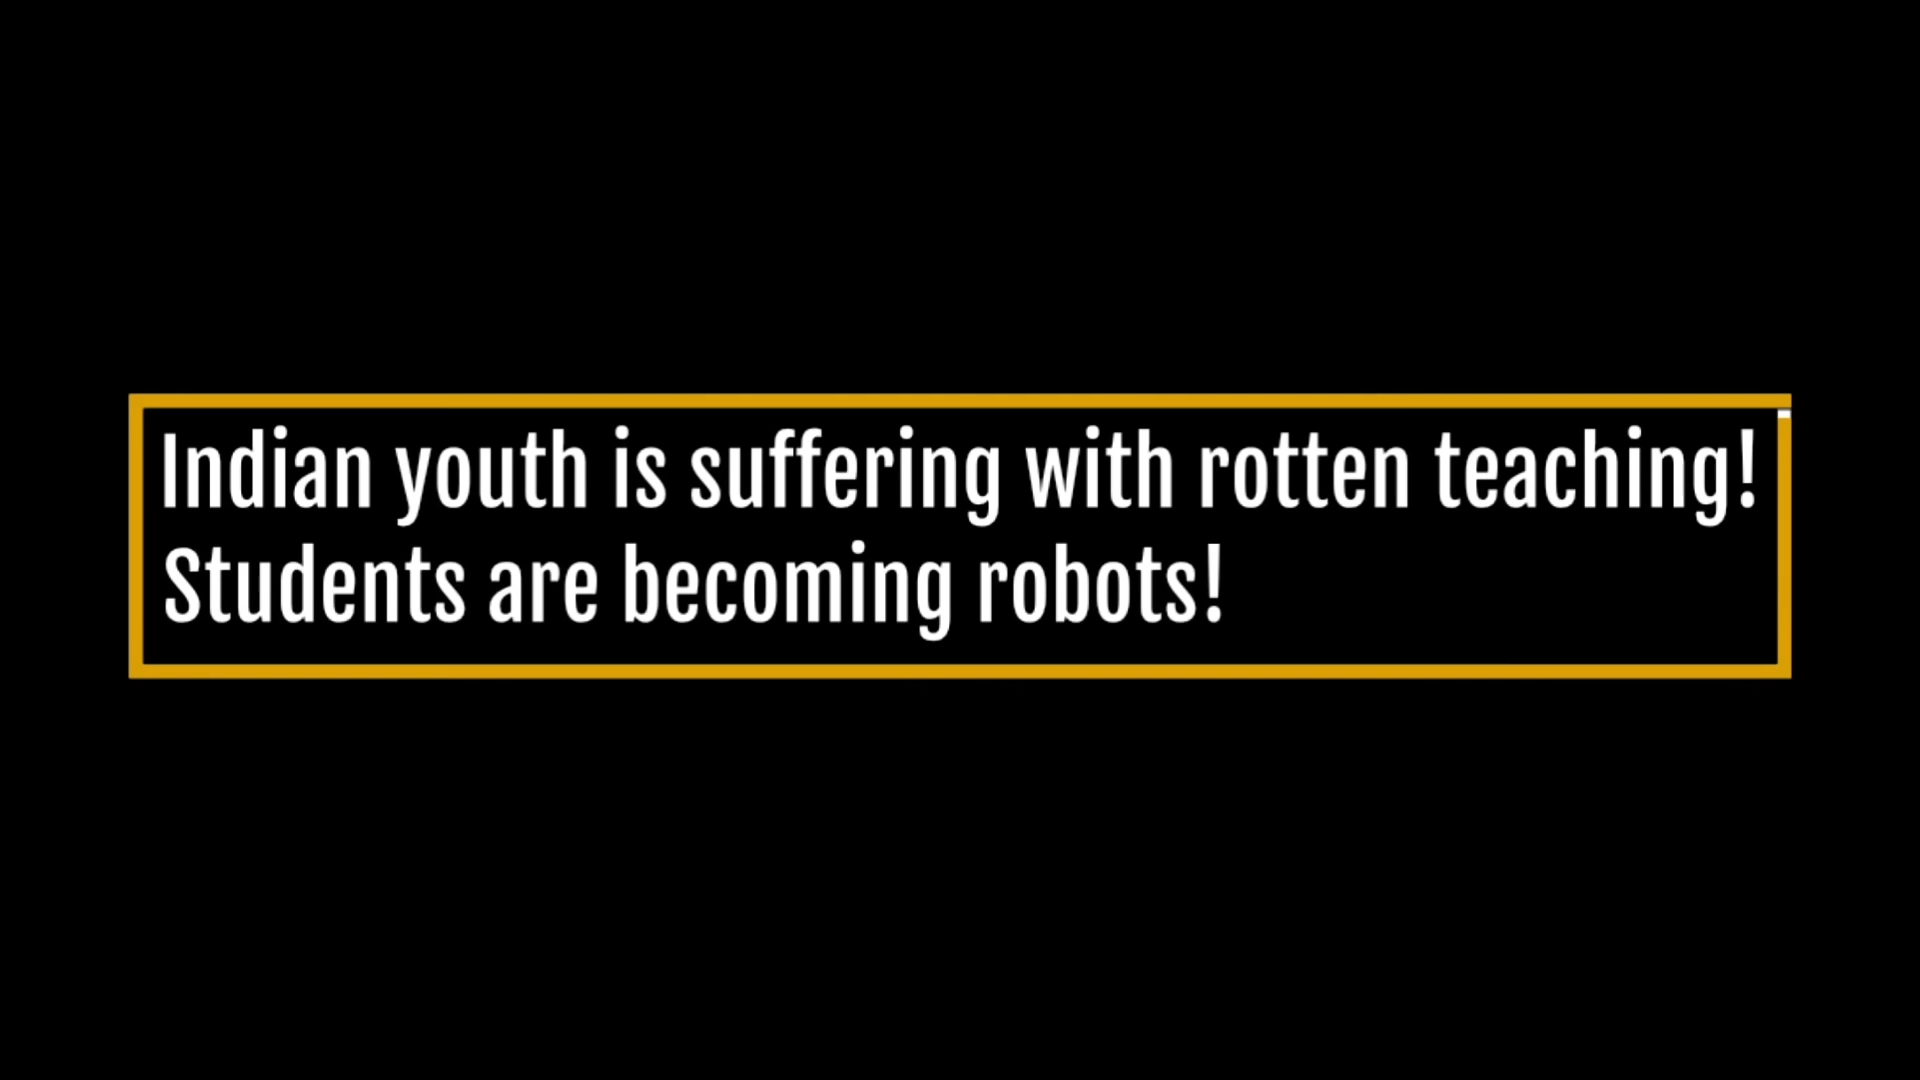 Indian youth is suffering with rotten teaching!
Students are becoming robots!